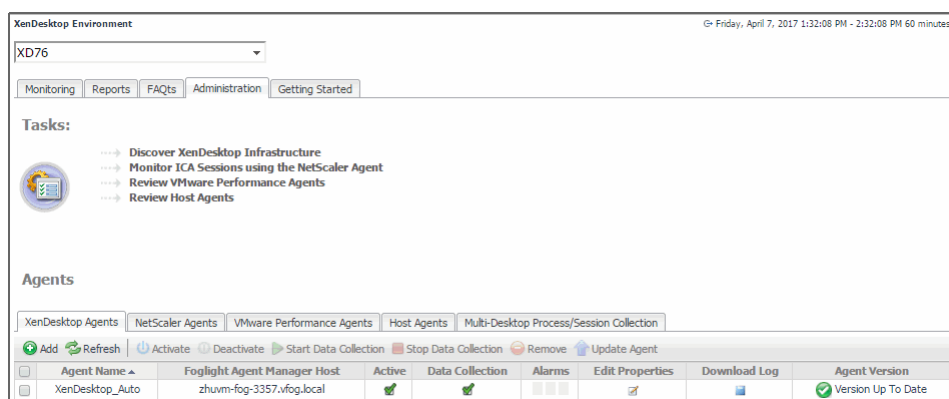 XenDesktop Environment
Friday, April 7, 2017 1:32:08 PM - 2:32:08 PM 60 minutes
XD76
Monitoring Reports FAQts Administration Getting Started
Tasks:
Discover XenDesktop Infrastructure
Monitor ICA Sessions using the NetScaler Agent
Review VMware Performance Agents
Review Host Agents
Agents
XenDesktop Agents NetScaler Agents VMware Performance Agents Host Agents Multi-Desktop Process/Session Collection
Add Refresh Activate Deactivate Start Data Collection Stop Data Collection Remove Update Agent
Agent Name Foglight Agent Manager Host Active Data Collection Alarms Edit Properties Download Log Agent Version
XenDesktop_Auto zhuvm-fog-3357.vfog.local Version Up To Date